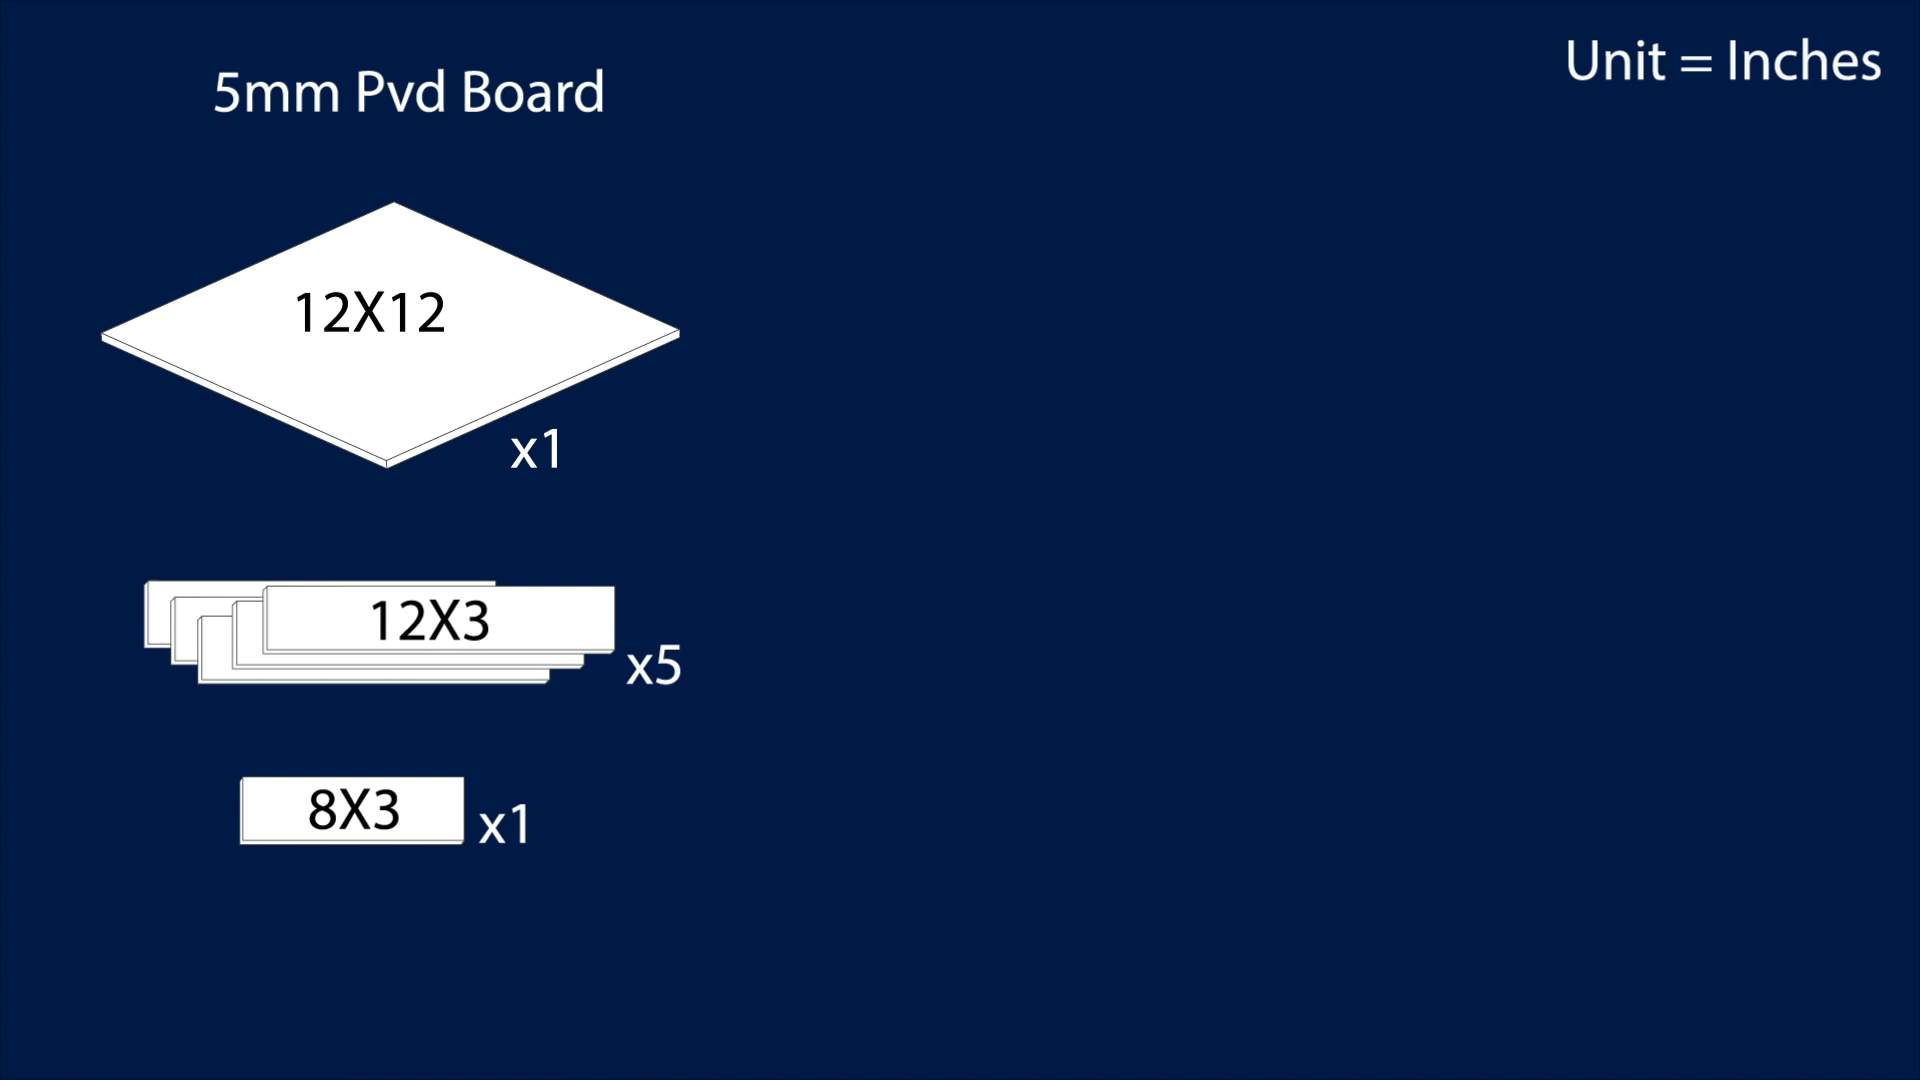 Unit = Inches
5mm Pvd Board
12X12
x1
12X3
x5
8X3
x1